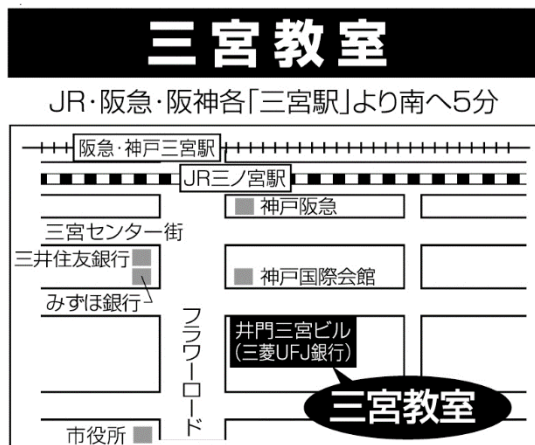 三宮教室
JR・阪急・阪神各「三宮駅」より南へ5分
阪急・神戸三宮駅
JR三ノ宮駅
神戸阪急
三宮センター街
三井住友銀行
神戸国際会館
みずほ銀行
フラワーロード
井門三宮ビル
(三菱UFJ銀行)
三宮教室
市役所